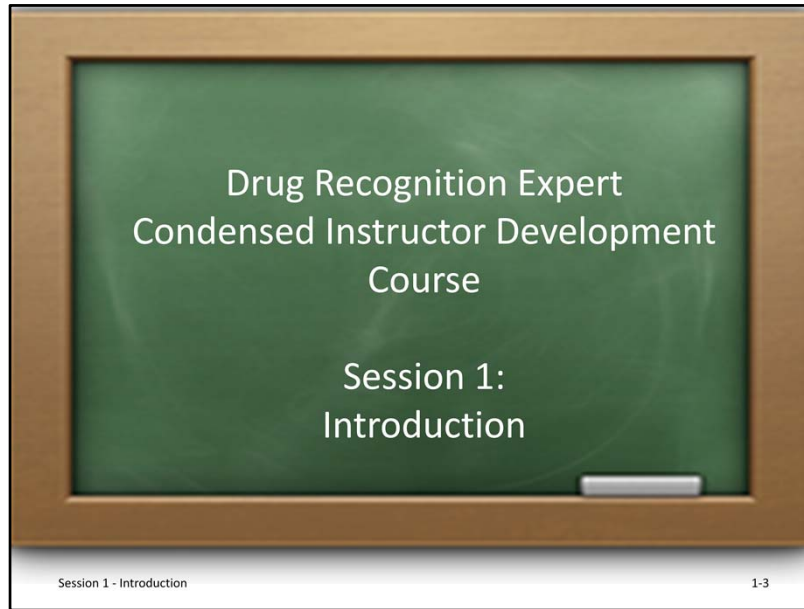 Drug Recognition Expert
Condensed Instructor Development
Course
Session 1:
Introduction
Session 1 - Introduction
1-3